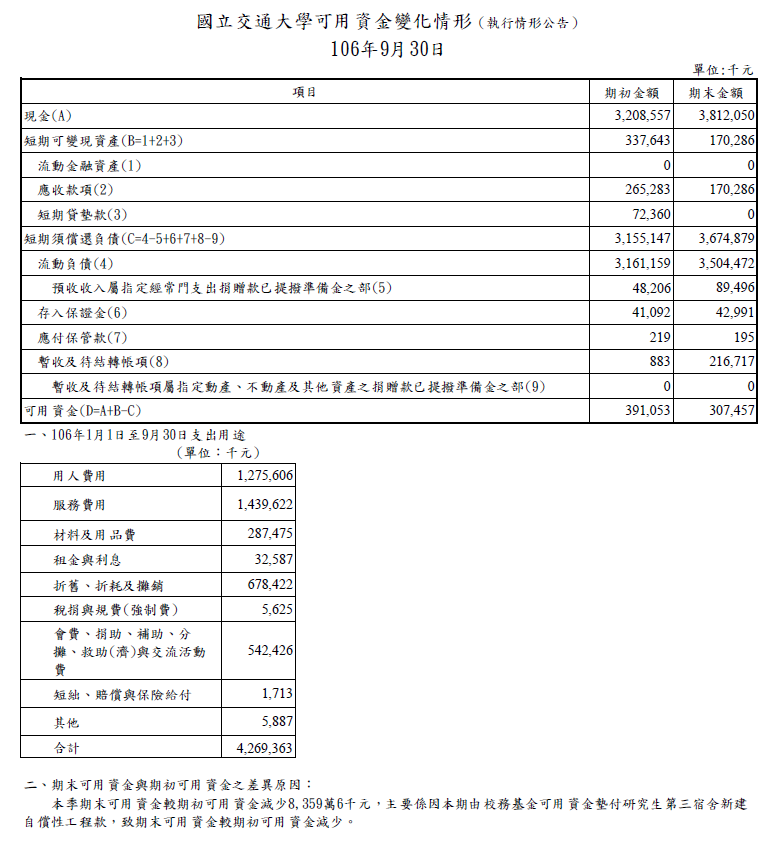 國立交通大學可用資金變化情形（執行情形公告）
106年9月30日
單位:千元
項目 期初金額 期末金額
現金(A) 3,208,557 3,812,050
短期可變現資產(B=1+2+3) 337,643 170,286
流動金融資產(1) 0 0
應收款項(2) 265,283 170,286
短期貸墊款(3) 72,360 0
短期須償還負債(C=4-5+6+7+8-9) 3,155,147 3,674,879
流動負債(4) 3,161,159 3,504,472
預收收入屬指定經常門支出捐贈款已提撥準備金之部(5) 48,206 89,496
存入保證金(6) 41,092 42,991
應付保管款(7) 219 195
暫收及待結轉帳項(8) 883 216,717
暫收及待結轉帳項屬指定動產、不動產及其他資產之捐贈款已提撥準備金之部(9) 0 0
可用資金(D=A+B-C) 391,053 307,457
一、106年1月1日至9月30日支出用途
(單位：千元)
用人費用 1,275,606
服務費用 1,439,622
材料及用品費 287,475
租金與利息 32,587
折舊、折耗及攤銷 678,422
稅捐與規費(強制費) 5,625
會費、捐助、補助、分
攤、救助(濟)與交流活動 542,426
費
短絀、賠償與保險給付 1,713
其他 5,887
合計 4,269,363
二、期末可用資金與期初可用資金之差異原因：
本季期末可用資金較期初可用資金減少8,359萬6千元，主要係因本期由校務基金可用資金墊付研究生第三宿舍新建
自償性工程款，致期末可用資金較期初可用資金減少。